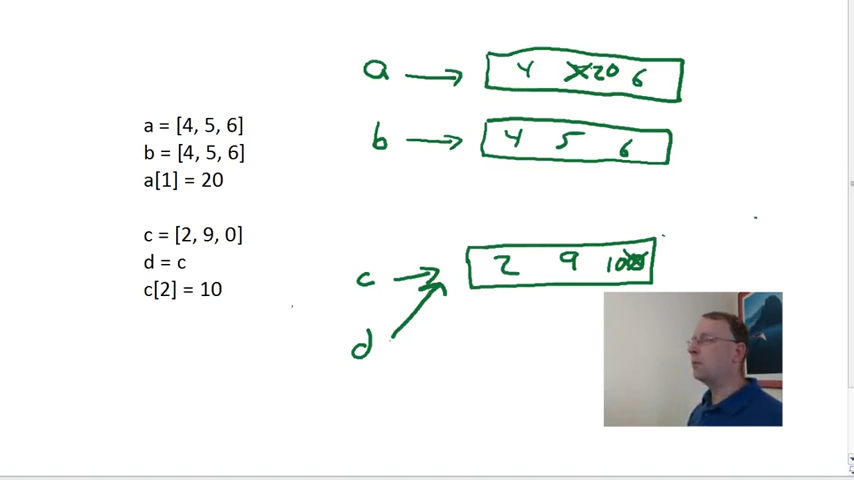 a → 4 20 6
a = [4, 5, 6]
b = [4, 5, 6]
b → 4 5 6
a[1] = 20
c = [2, 9, 0]
d = c
c → 2 9 10
c[2] = 10
d